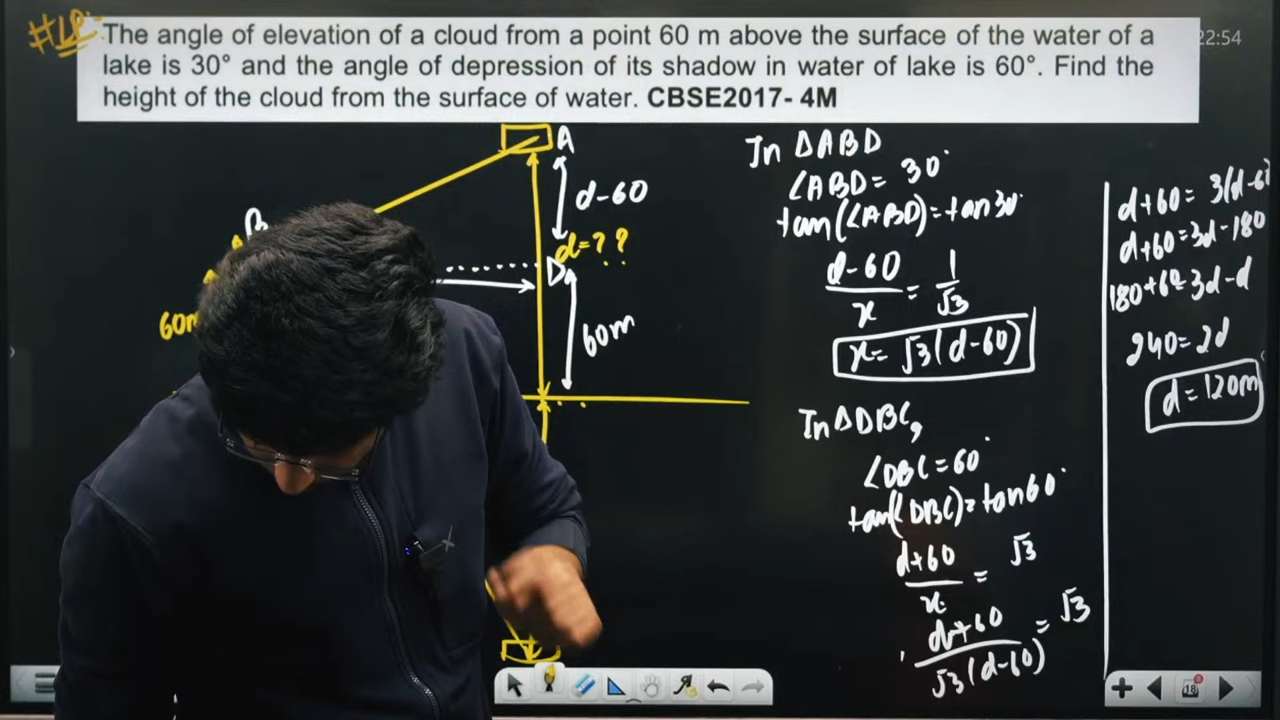 #LP
The angle of elevation of a cloud from a point 60 m above the surface of the water of a
lake is 30° and the angle of depression of its shadow in water of lake is 60°. Find the
height of the cloud from the surface of water. CBSE2017- 4M
22:54
A
d-60
B
d=??
D
60m
60m
In ΔABD
∠ABD = 30°
tan(∠ABD)=tan30°
d-60/x = 1/√3
x= √3(d-60)
In ΔDBC,
∠DBC=60°
tan(∠DBC)=tan60°
d+60/x = √3
d+60/√3(d-60) = √3
d+60= 3(d-6
d+60=3d-180
180+60=3d-d
240=2d
d=120m
18
8